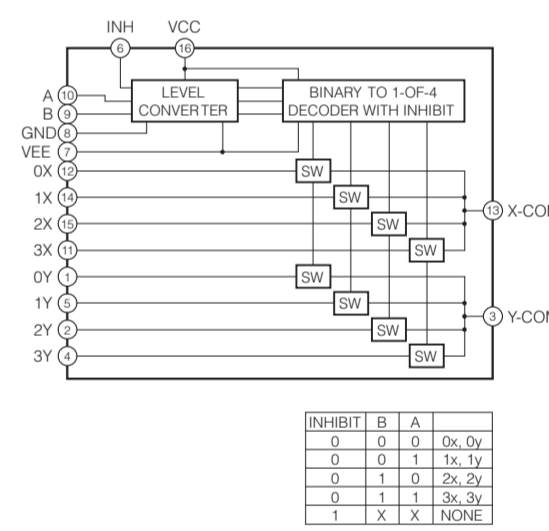 INH VCC
6 16
A 10 LEVEL BINARY TO 1-OF-4
B 9 CONVERTER DECODER WITH INHIBIT
GND 8
VEE 7
0X 12 SW
1X 14 SW
13 X-COM
2X 15 SW
3X 11 SW
0Y 1 SW
1Y 5 SW
3 Y-COM
2Y 2 SW
3Y 4 SW
INHIBIT B A
0 0 0 0x, 0y
0 0 1 1x, 1y
0 1 0 2x, 2y
0 1 1 3x, 3y
1 X X NONE